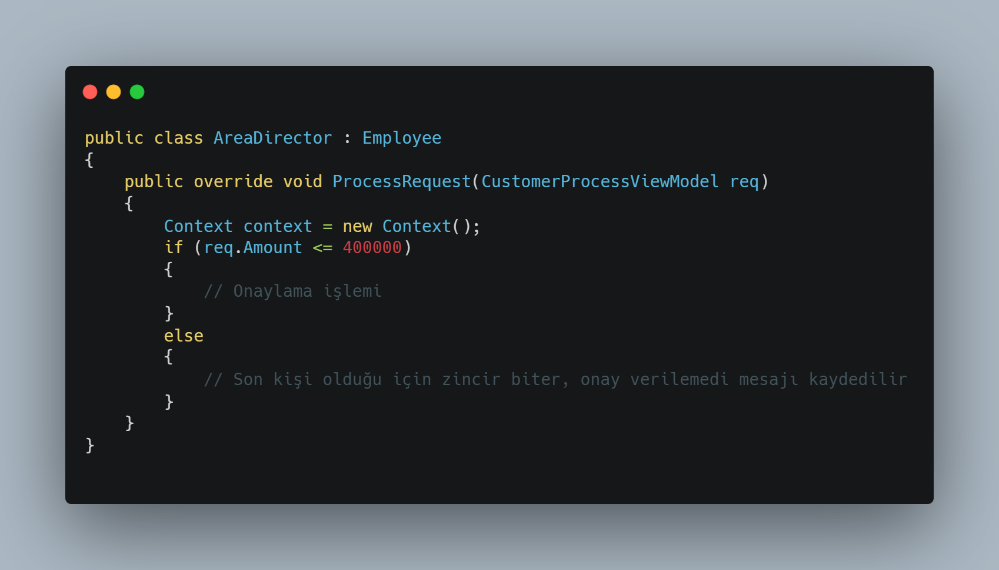 public class AreaDirector : Employee
{
    public override void ProcessRequest(CustomerProcessViewModel req)
    {
        Context context = new Context();
        if (req.Amount <= 400000)
        {
            // Onaylama işlemi
        }
        else
        {
            // Son kişi olduğu için zincir biter, onay verilemedi mesajı kaydedilir
        }
    }
}